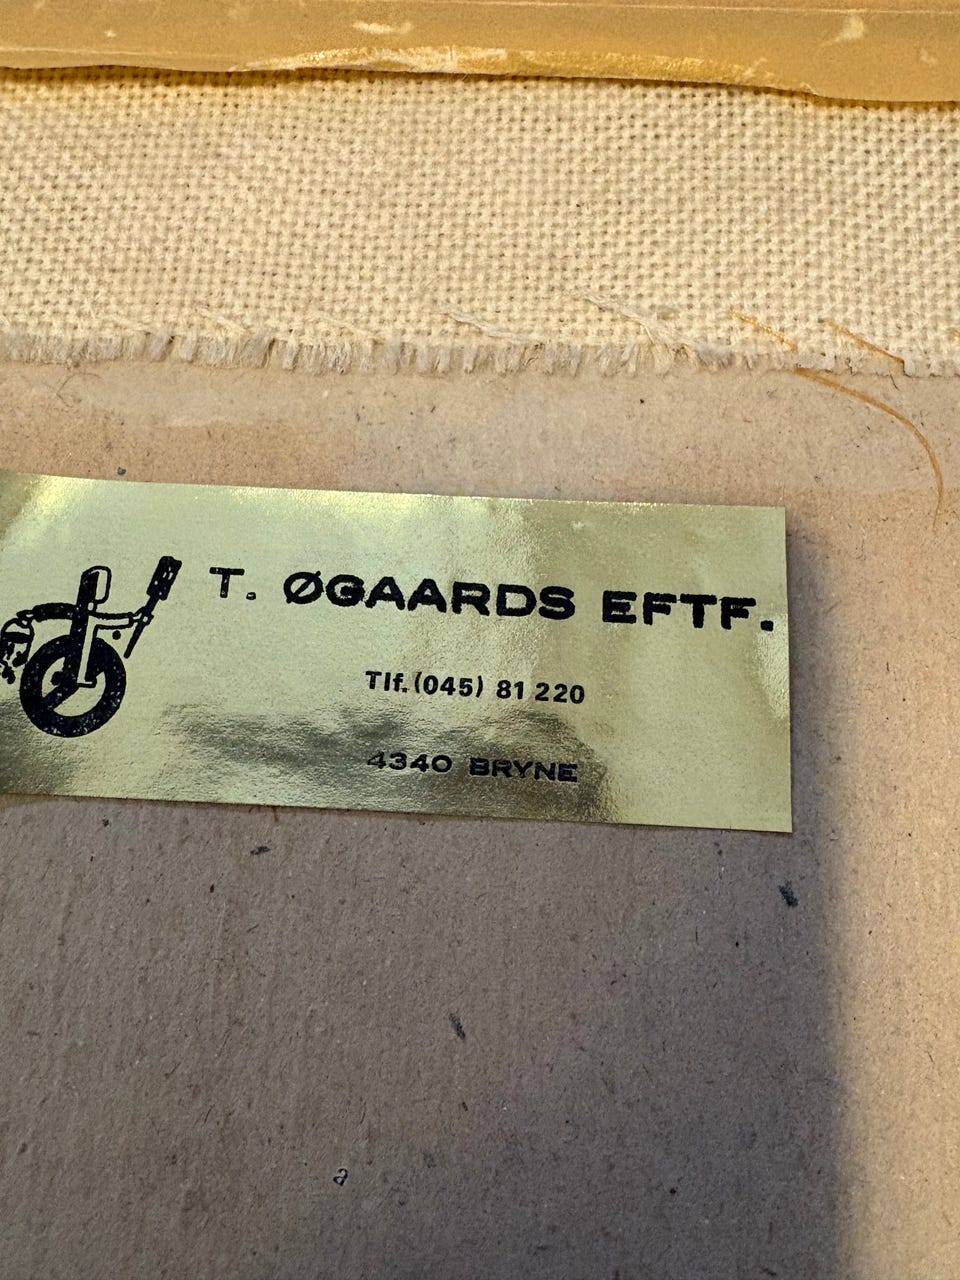 T. ØGAARDS EFTF.
Tlf. (045) 81 220
4340 BRYNE